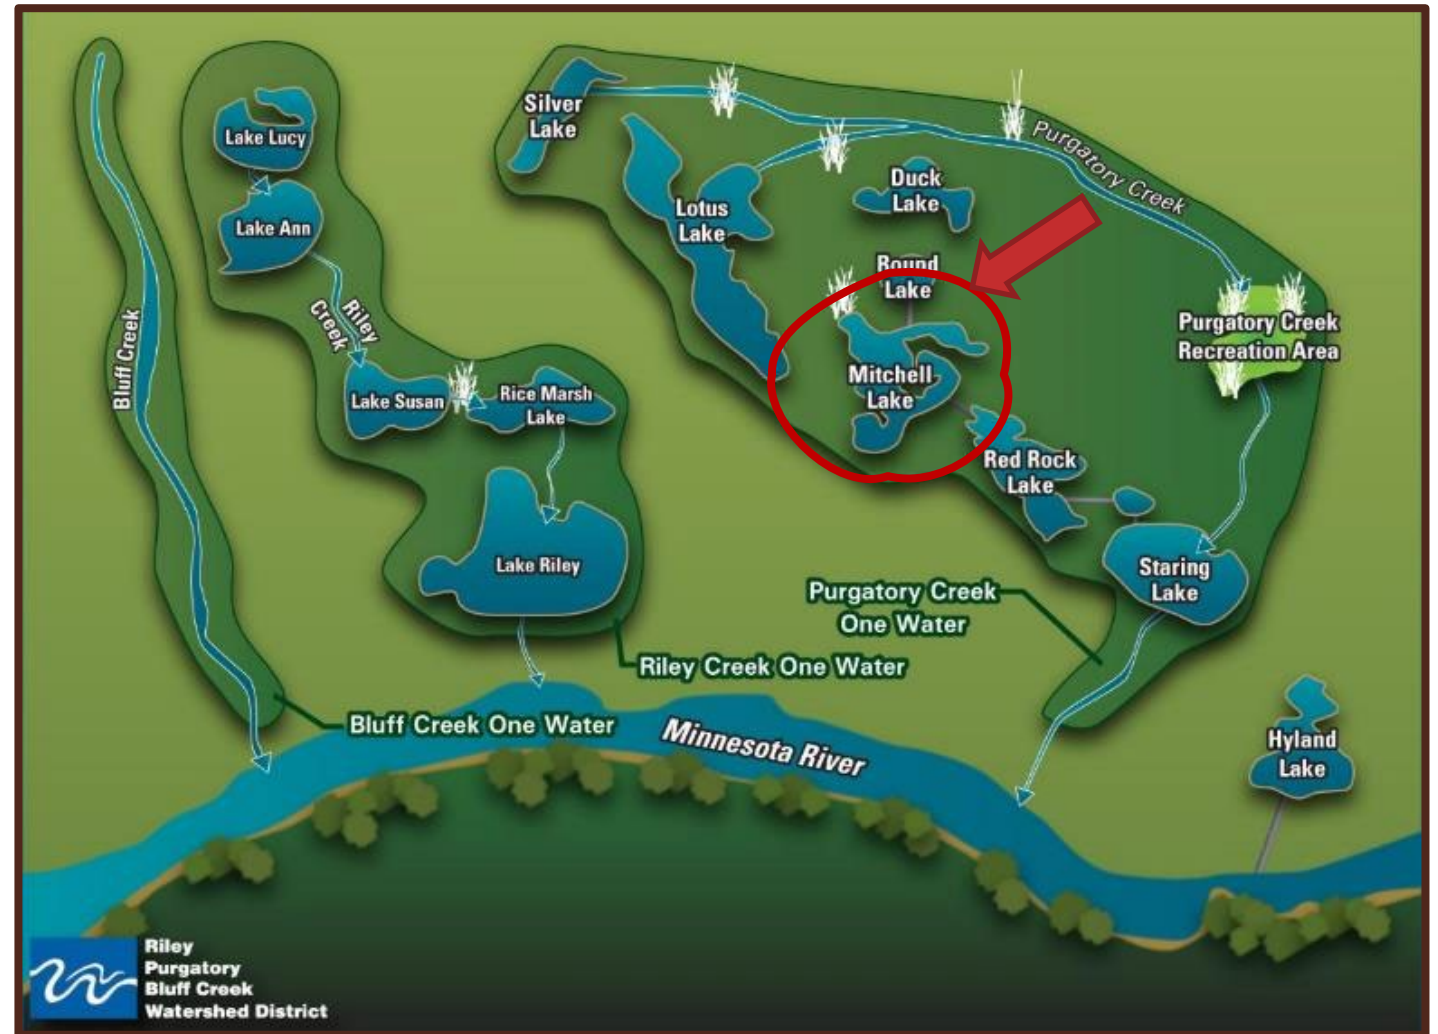 Silver
Lake
Lake Lucy
Purgatory Creek
Duck
Lake
Lotus
Lake
Lake Ann
Round
Lake
Riley
Creek
Purgatory Creek
Recreation Area
Bluff Creek
Mitchell
Lake
Lake Susan
Rice Marsh
Lake
Red Rock
Lake
Lake Riley
Staring
Lake
Purgatory Creek
One Water
Riley Creek One Water
Bluff Creek One Water
Minnesota River
Hyland
Lake
Riley
Purgatory
Bluff Creek
Watershed District